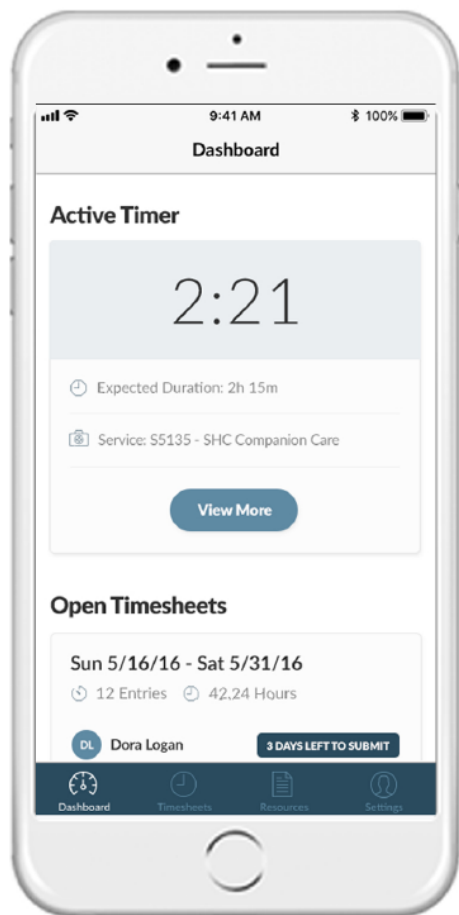 9:41 AM
100%
Dashboard
Active Timer
2:21
Expected Duration: 2h 15m
Service: S5135 - SHC Companion Care
View More
Open Timesheets
Sun 5/16/16 - Sat 5/31/16
12 Entries 42,24 Hours
DL Dora Logan 3 DAYS LEFT TO SUBMIT
Dashboard Timesheets Resources Settings